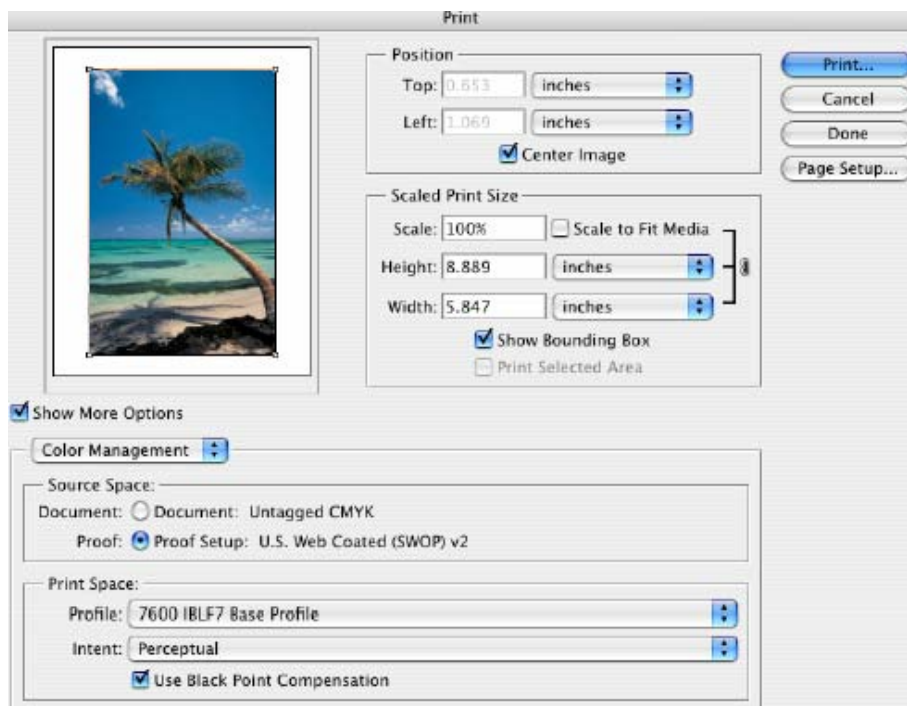 Print
Position
Top: 0.653 inches
Left: 1.069 inches
Center Image
Print...
Cancel
Done
Page Setup...
Scaled Print Size
Scale: 100% Scale to Fit Media
Height: 8.889 inches
Width: 5.847 inches
Show Bounding Box
Print Selected Area
Show More Options
Color Management
Source Space:
Document: Document: Untagged CMYK
Proof: Proof Setup: U.S. Web Coated (SWOP) v2
Print Space:
Profile: 7600 IBLF7 Base Profile
Intent: Perceptual
Use Black Point Compensation